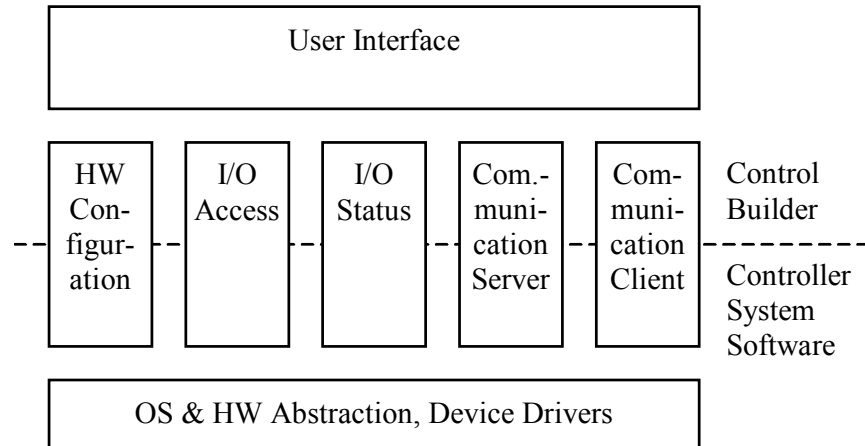 User Interface
HW
Con-
figur-
ation
I/O
Access
I/O
Status
Com.-
muni-
cation
Server
Com-
muni-
cation
Client
Control
Builder
Controller
System
Software
OS & HW Abstraction, Device Drivers